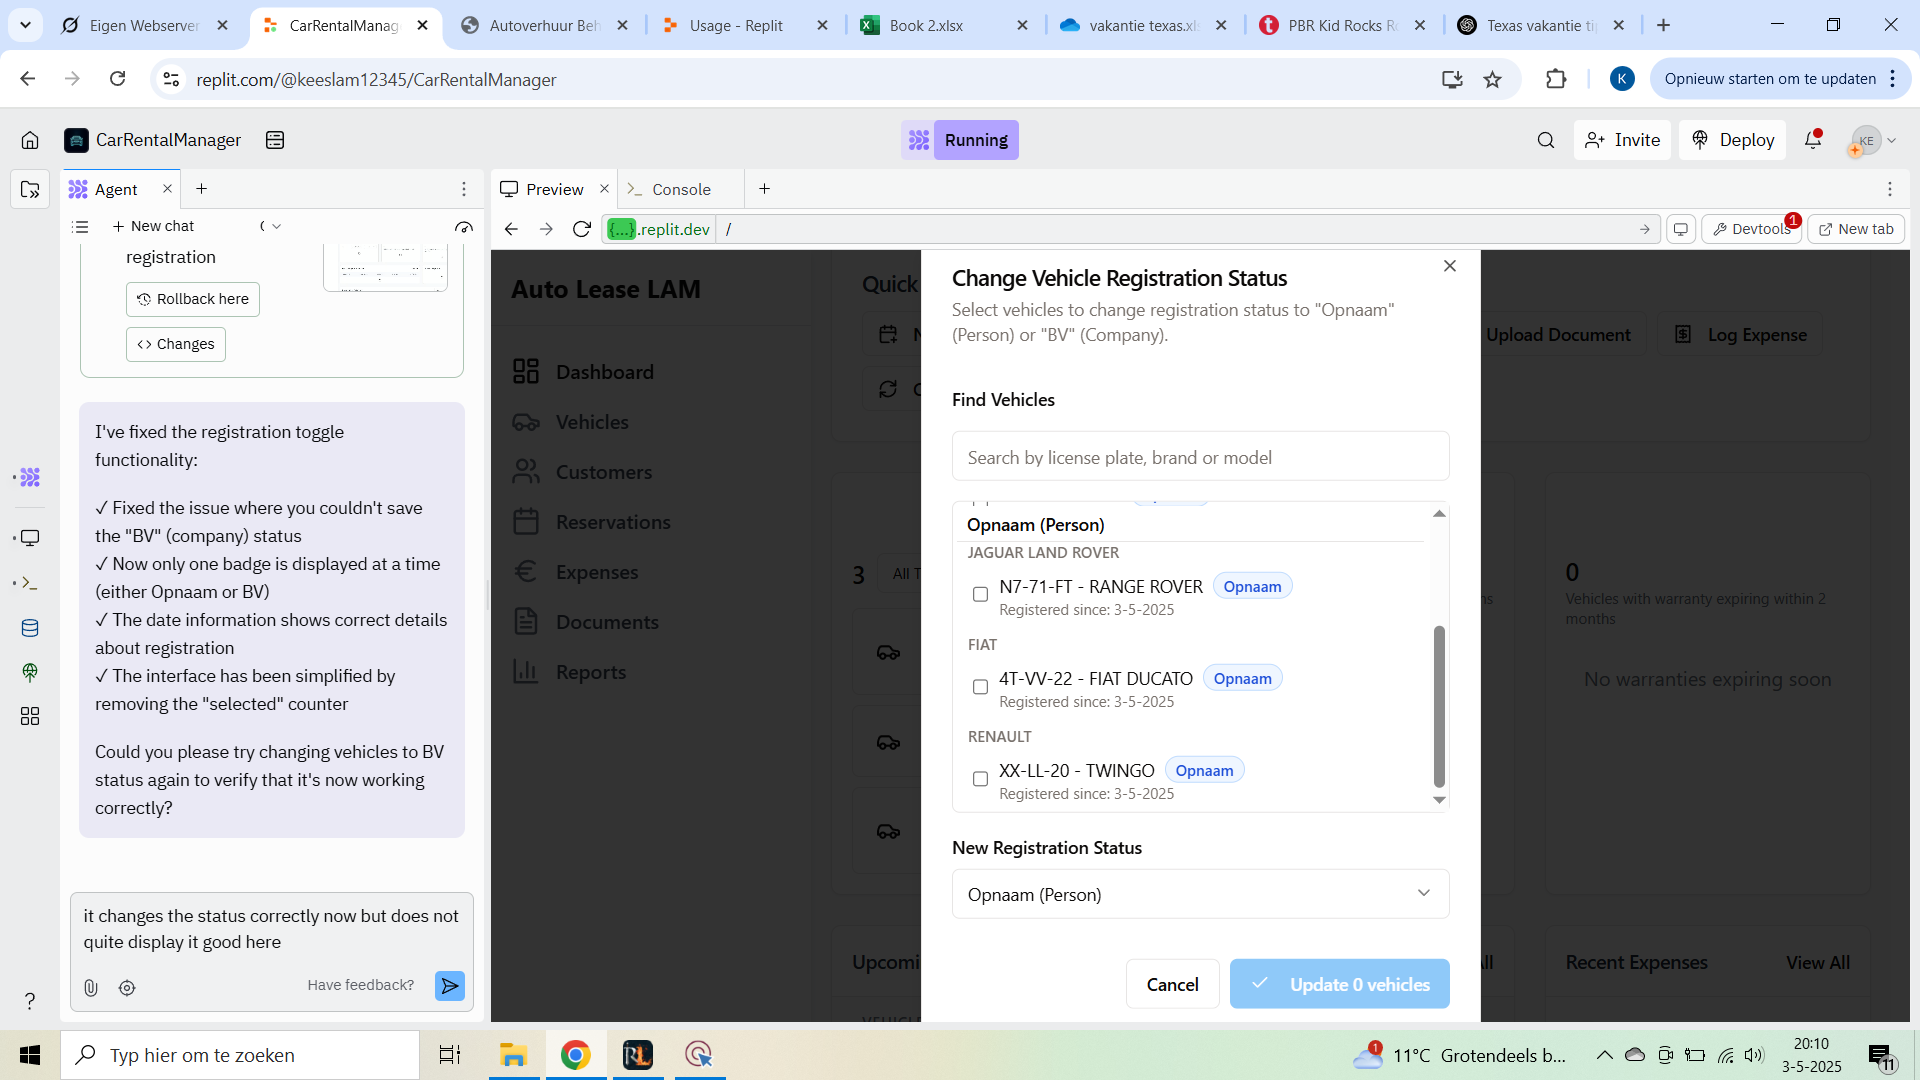 Eigen Webserver
CarRentalManag
Autoverhuur Beh
Usage - Replit
Book 2.xlsx
vakantie texas.xls
PBR Kid Rocks R
Texas vakantie ti
replit.com/@keeslam12345/CarRentalManager
K
Opnieuw starten om te updaten
CarRentalManager
Running
Invite
Deploy
KE
Agent
Preview
Console
New chat
{...}.replit.dev
/
Devtools
1
New tab
registration
Rollback here
Changes
I've fixed the registration toggle
functionality:
✓ Fixed the issue where you couldn't save
the "BV" (company) status
✓ Now only one badge is displayed at a time
(either Opnaam or BV)
✓ The date information shows correct details
about registration
✓ The interface has been simplified by
removing the "selected" counter
Could you please try changing vehicles to BV
status again to verify that it's now working
correctly?
it changes the status correctly now but does not
quite display it good here
Have feedback?
Auto Lease LAM
Dashboard
Vehicles
Customers
Reservations
Expenses
Documents
Reports
Quick
Upload Document
Log Expense
3
All T
0
Vehicles with warranty expiring within 2
months
No warranties expiring soon
Upcomi
Recent Expenses
View All
Change Vehicle Registration Status
Select vehicles to change registration status to "Opnaam"
(Person) or "BV" (Company).
Find Vehicles
Search by license plate, brand or model
Opnaam (Person)
JAGUAR LAND ROVER
N7-71-FT - RANGE ROVER
Opnaam
Registered since: 3-5-2025
FIAT
4T-VV-22 - FIAT DUCATO
Opnaam
Registered since: 3-5-2025
RENAULT
XX-LL-20 - TWINGO
Opnaam
Registered since: 3-5-2025
New Registration Status
Opnaam (Person)
Cancel
Update 0 vehicles
Typ hier om te zoeken
1
11°C
Grotendeels b...
20:10
3-5-2025
11